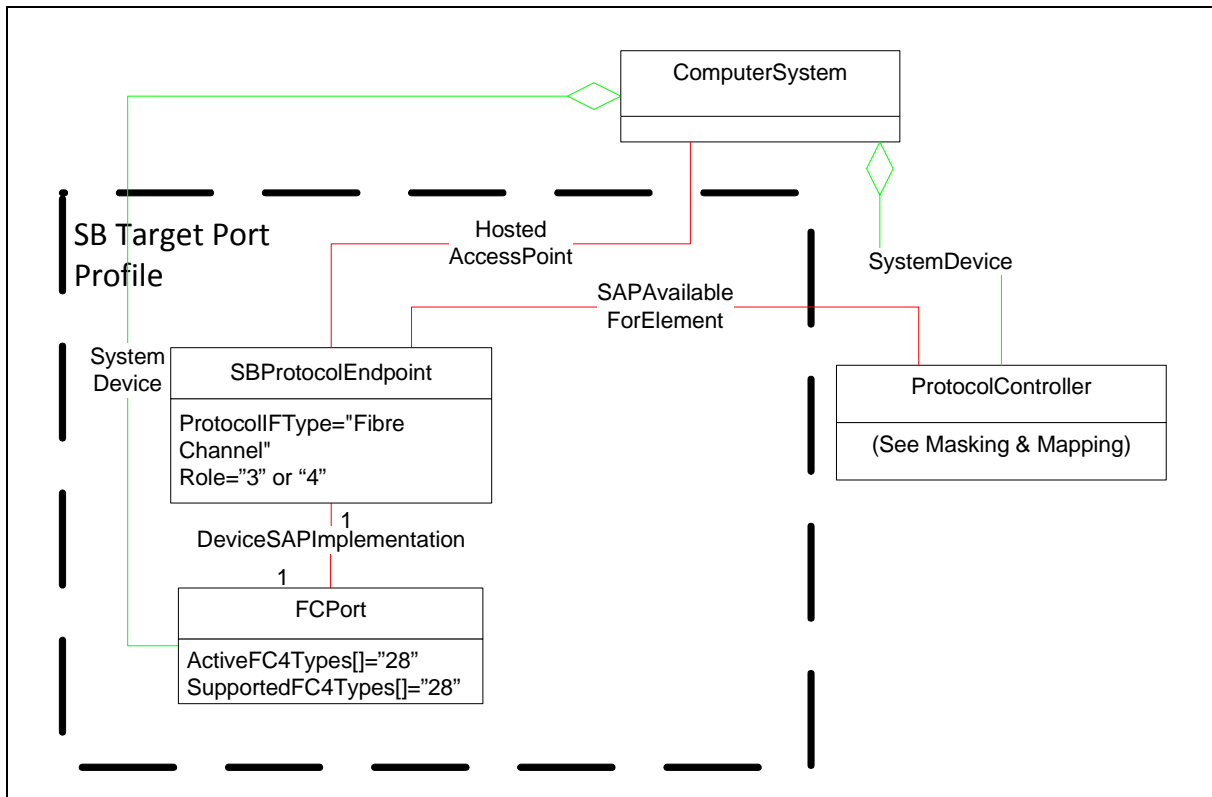 ComputerSystem
SB Target Port
Profile
Hosted
AccessPoint
SystemDevice
SAPAvailable
ForElement
System
Device
SBProtocolEndpoint
ProtocolIFType="Fibre
Channel"
Role=”3” or “4”
ProtocolController
(See Masking & Mapping)
1
DeviceSAPImplementation
1
FCPort
ActiveFC4Types[]=”28”
SupportedFC4Types[]=”28”